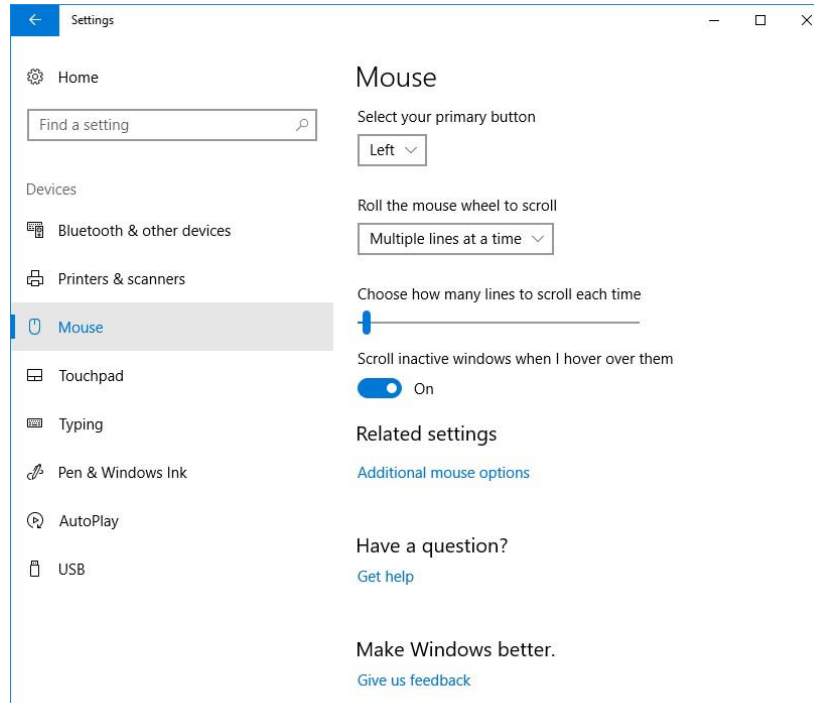 Settings
Home
Find a setting
Devices
Bluetooth & other devices
Printers & scanners
Mouse
Touchpad
Typing
Pen & Windows Ink
AutoPlay
USB
Mouse
Select your primary button
Left
Roll the mouse wheel to scroll
Multiple lines at a time
Choose how many lines to scroll each time
Scroll inactive windows when I hover over them
On
Related settings
Additional mouse options
Have a question?
Get help
Make Windows better.
Give us feedback